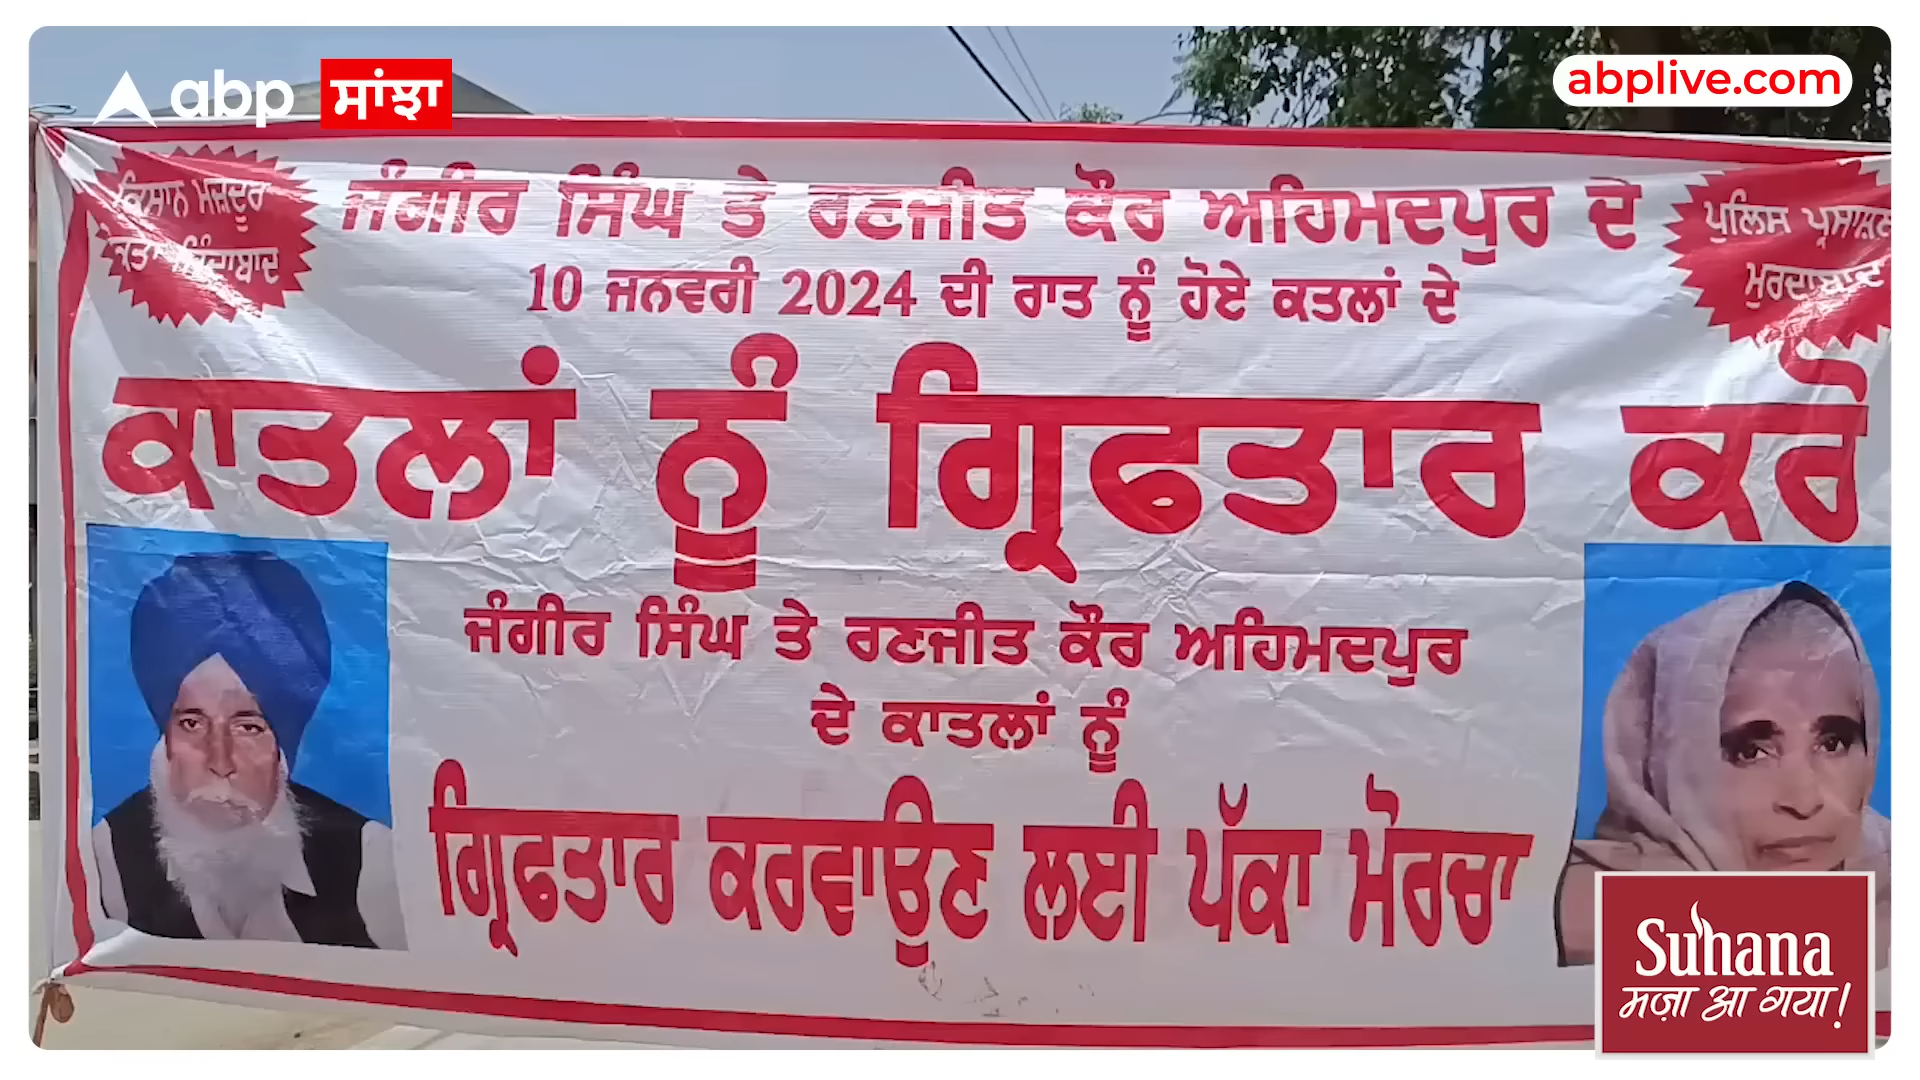 abp ਸਾਂਝਾ
abplive.com
ਕਿਸਾਨ ਮਜ਼ਦੂਰ
ਏਕਤਾ ਜ਼ਿੰਦਾਬਾਦ
ਜੰਗੀਰ ਸਿੰਘ ਤੇ ਰਣਜੀਤ ਕੌਰ ਅਹਿਮਦਪੁਰ ਦੇ
ਪੁਲਿਸ ਪ੍ਰਸਾਸ਼ਨ
ਮੁਰਦਾਬਾਦ
10 ਜਨਵਰੀ 2024 ਦੀ ਰਾਤ ਨੂੰ ਹੋਏ ਕਤਲਾਂ ਦੇ
ਕਾਤਲਾਂ ਨੂੰ ਗ੍ਰਿਫਤਾਰ ਕਰੋ
ਜੰਗੀਰ ਸਿੰਘ ਤੇ ਰਣਜੀਤ ਕੌਰ ਅਹਿਮਦਪੁਰ
ਦੇ ਕਾਤਲਾਂ ਨੂੰ
ਗ੍ਰਿਫਤਾਰ ਕਰਵਾਉਣ ਲਈ ਪੱਕਾ ਮੋਰਚਾ
Suhana
मज़ा आ गया!